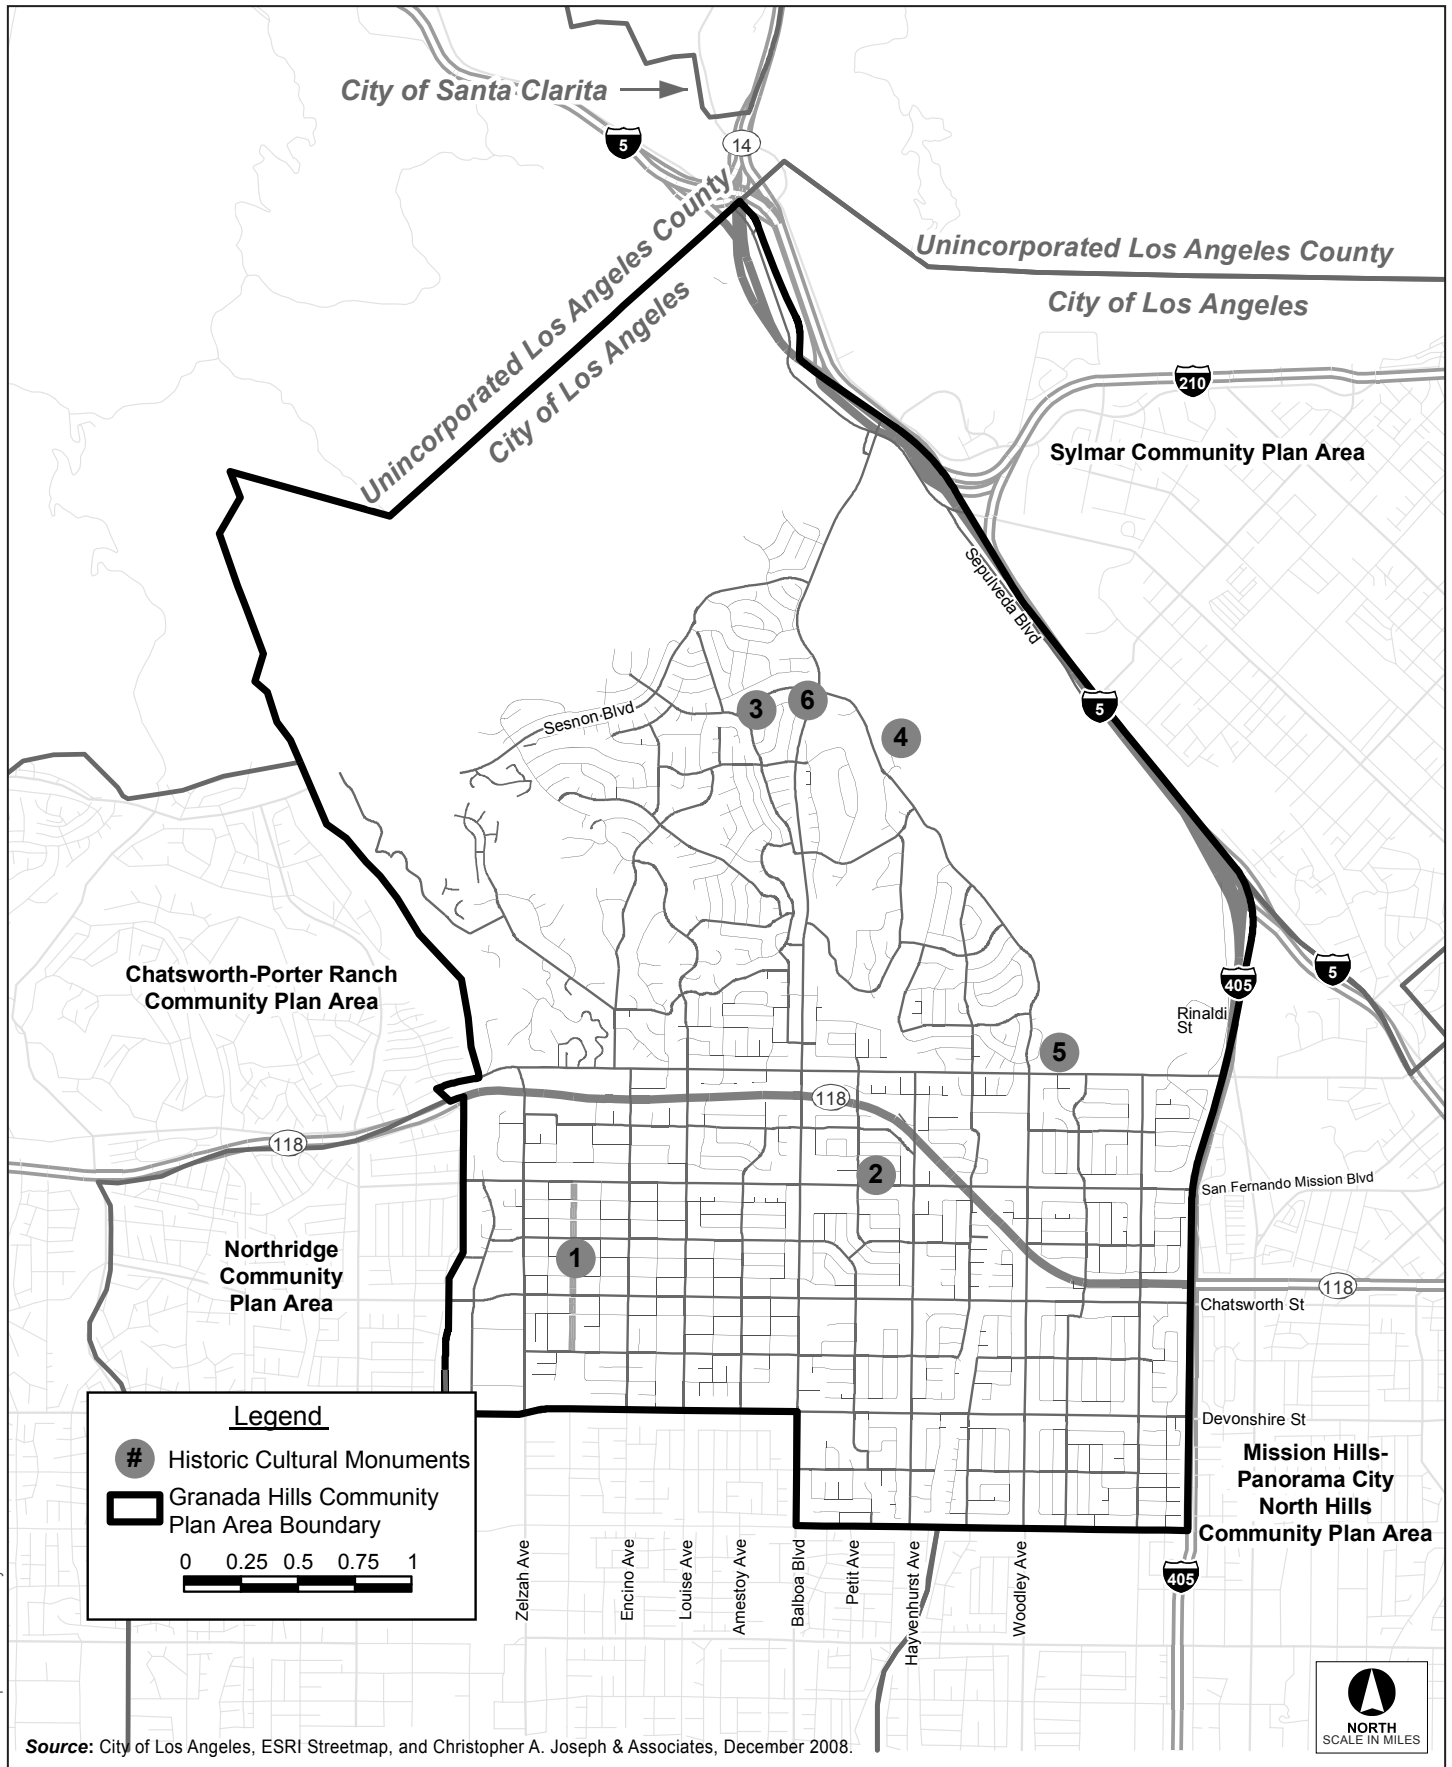 City of Santa Clarita
5
14
Unincorporated Los Angeles County
City of Los Angeles
Unincorporated Los Angeles County
City of Los Angeles
210
Sylmar Community Plan Area
Sepulveda Blvd
Sesnon Blvd
3
6
4
5
Chatsworth-Porter Ranch
Community Plan Area
405
5
Rinaldi
St
5
118
118
2
San Fernando Mission Blvd
Northridge
Community
Plan Area
1
118
Chatsworth St
Devonshire St
Mission Hills-
Panorama City
North Hills
Community Plan Area
405
Legend
# Historic Cultural Monuments
Granada Hills Community
Plan Area Boundary
0 0.25 0.5 0.75 1
Zelzah Ave
Encino Ave
Louise Ave
Amestoy Ave
Balboa Blvd
Petit Ave
Hayvenhurst Ave
Woodley Ave
NORTH
SCALE IN MILES
Source: City of Los Angeles, ESRI Streetmap, and Christopher A. Joseph & Associates, December 2008.